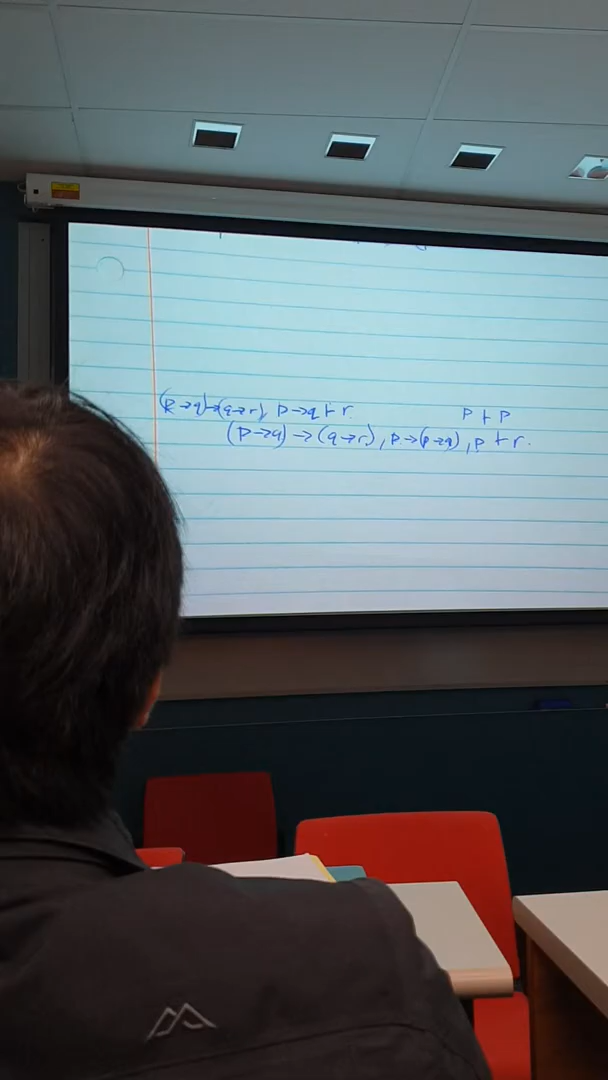 (p→q)→(q→r), p→q ⊢ r. p ⊢ p
(p→q)→(q→r), p→(p→q), p ⊢ r.